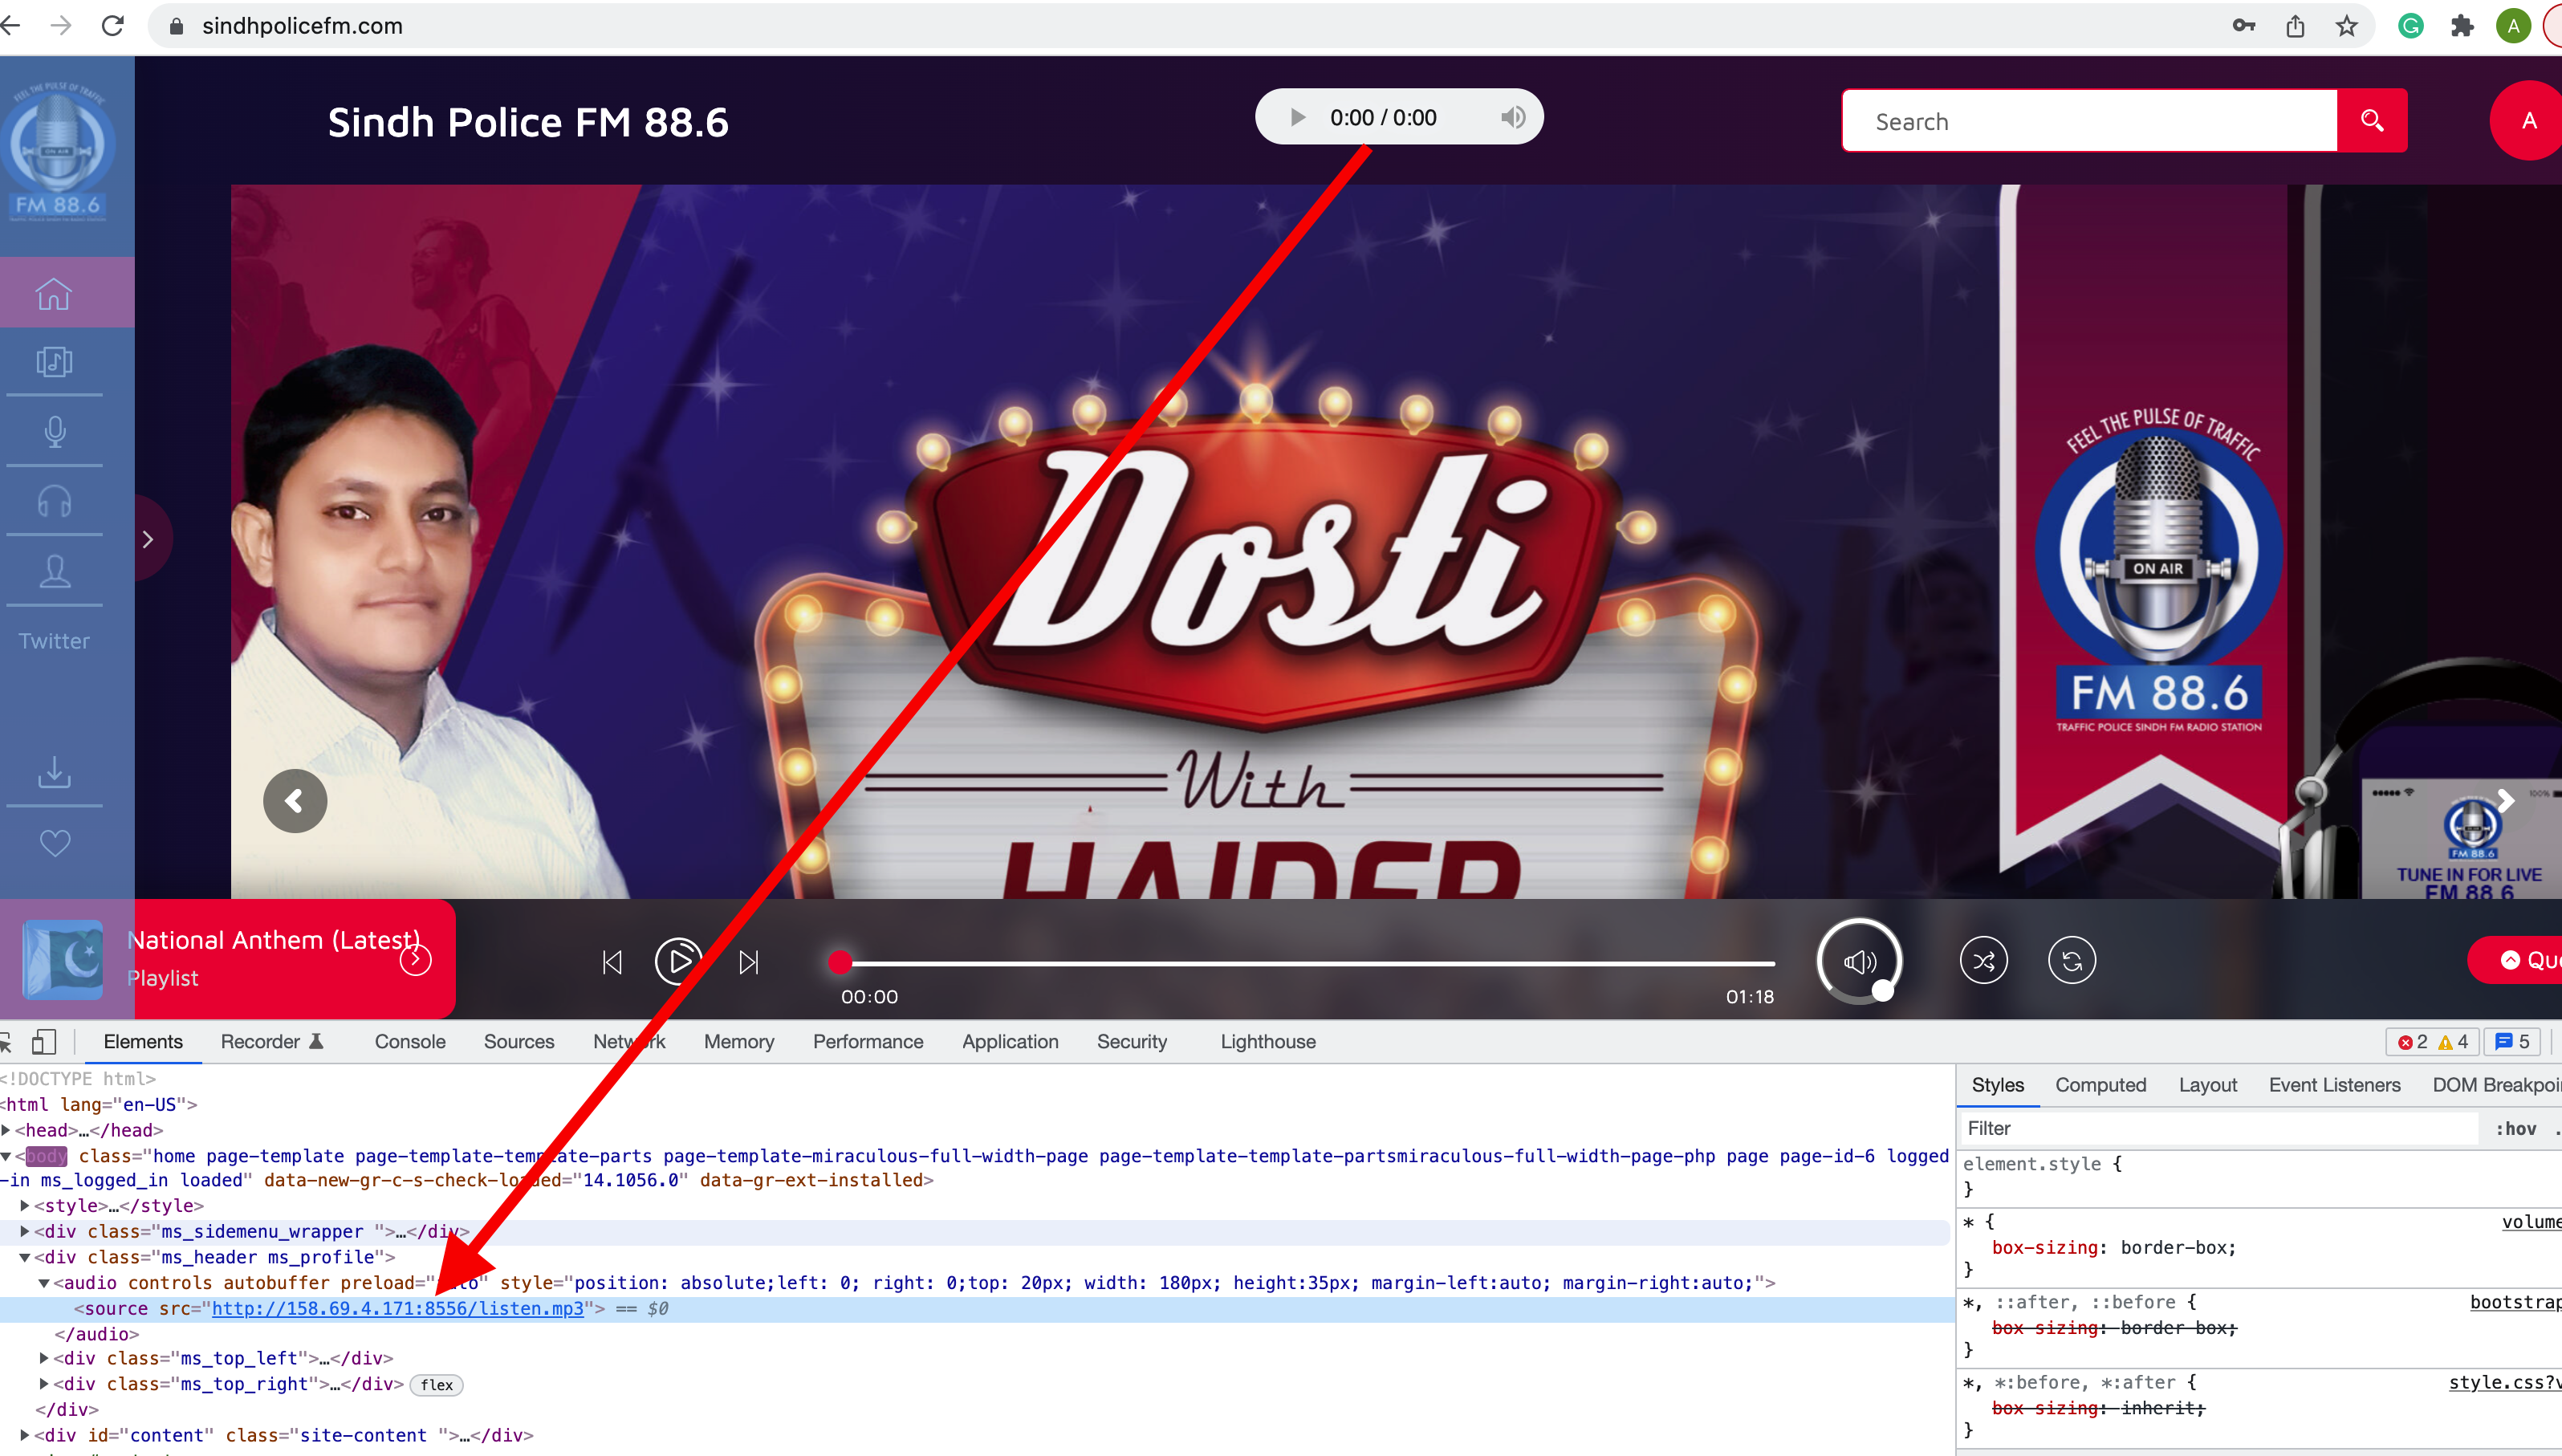 sindhpolicefm.com
G
A
FEEL THE PULSE OF TRAFFIC
ON AIR
FM 88.6
Sindh Police FM 88.6
0:00 / 0:00
Search
A
Twitter
Dosti
With
HAIDER
FEEL THE PULSE OF TRAFFIC
ON AIR
FM 88.6
TRAFFIC POLICE SINDH FM RADIO STATION
100%
FM 88.6
TUNE IN FOR LIVE
FM 88.6
National Anthem (Latest)
Playlist
00:00
01:18
Que
Elements Recorder Console Sources Network Memory Performance Application Security Lighthouse
2 4 5
<!DOCTYPE html>
<html lang="en-US">
<head>…</head>
<body class="home page-template page-template-template-parts page-template-miraculous-full-width-page page-template-template-partsmiraculous-full-width-page-php page page-id-6 logged
-in ms_logged_in loaded" data-new-gr-c-s-check-loaded="14.1056.0" data-gr-ext-installed>
<style>…</style>
<div class="ms_sidemenu_wrapper ">…</div>
<div class="ms_header ms_profile">
<audio controls autobuffer preload="auto" style="position: absolute;left: 0; right: 0;top: 20px; width: 180px; height:35px; margin-left:auto; margin-right:auto;">
<source src="http://158.69.4.171:8556/listen.mp3"> == $0
</audio>
<div class="ms_top_left">…</div>
<div class="ms_top_right">…</div> flex
</div>
<div id="content" class="site-content ">…</div>
Styles Computed Layout Event Listeners DOM Breakpoi
Filter
:hov .
element.style {
}
* {
volume
box-sizing: border-box;
}
*, ::after, ::before {
bootstrap
box-sizing: border-box;
}
*, *:before, *:after {
style.css?v
box-sizing: inherit;
}